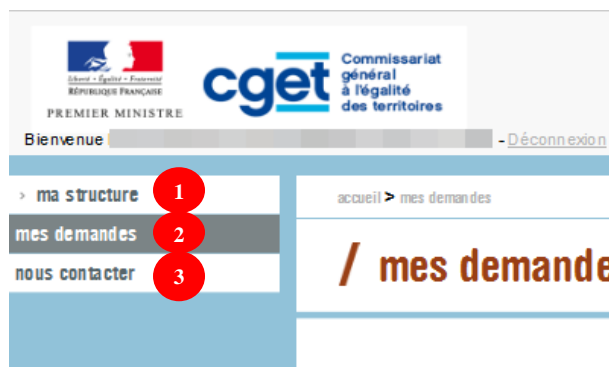 Liberté • Égalité • Fraternité
RÉPUBLIQUE FRANÇAISE
PREMIER MINISTRE
cget
Commissariat
général
à l'égalité
des territoires
Bienvenue - Déconnexion
> ma structure 1
mes demandes 2
nous contacter 3
accueil > mes demandes
/ mes demande